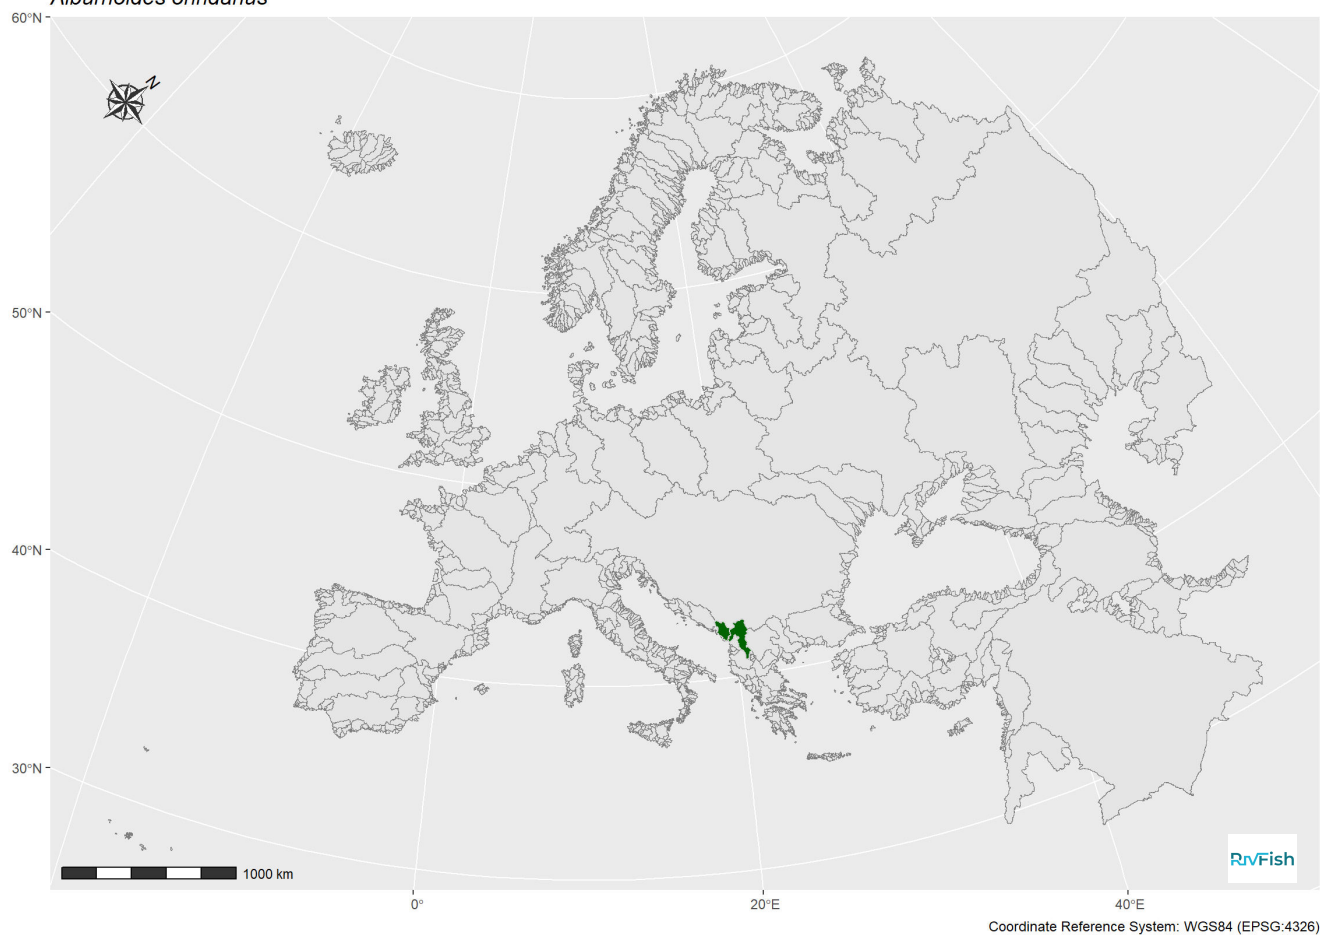 Alburnoides ohridanus
60°N
N
50°N
40°N
30°N
RivFish
1000 km
0°
20°E
40°E
Coordinate Reference System: WGS84 (EPSG:4326)